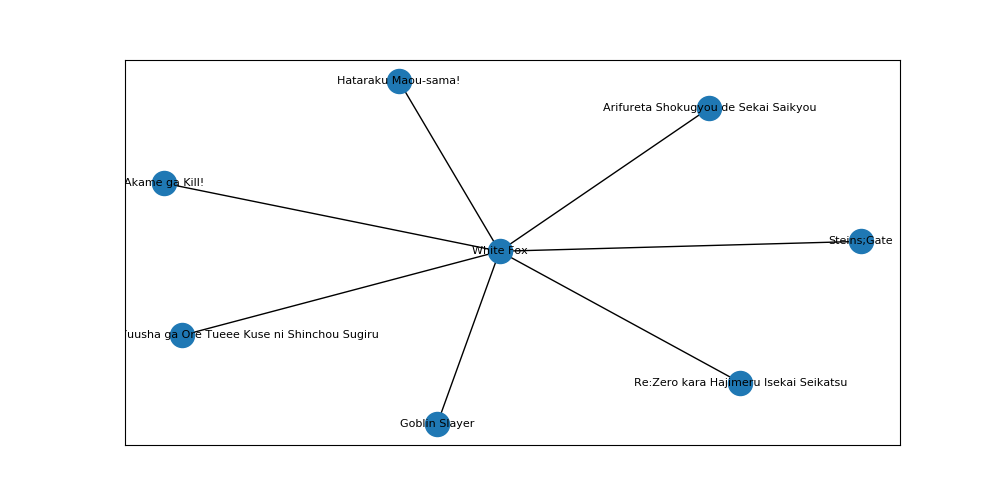 Hataraku Maou-sama!
Arifureta Shokugyou de Sekai Saikyou
Akame ga Kill!
Steins;Gate
White Fox
uusha ga Ore Tueee Kuse ni Shinchou Sugiru
Re:Zero kara Hajimeru Isekai Seikatsu
Goblin Slayer